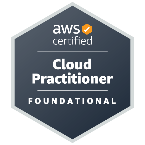 aws
certified
Cloud
Practitioner
FOUNDATIONAL